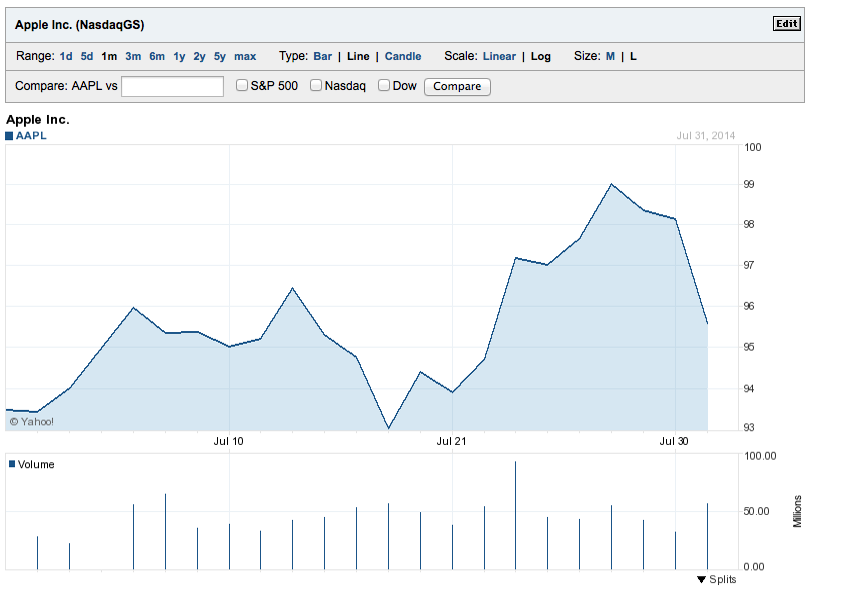 Apple Inc. (NasdaqGS) Edit
Range: 1d 5d 1m 3m 6m 1y 2y 5y max Type: Bar | Line | Candle Scale: Linear | Log Size: M | L
Compare: AAPL vs S&P 500 Nasdaq Dow Compare
Apple Inc.
AAPL Jul 31, 2014
100
99
98
97
96
95
94
93
© Yahoo!
Jul 10 Jul 21 Jul 30
Volume
100.00
50.00
0.00
Millions
Splits